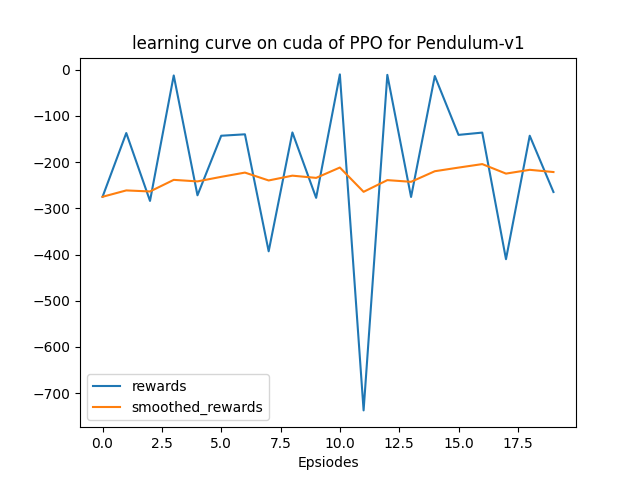 learning curve on cuda of PPO for Pendulum-v1
0
−100
−200
−300
−400
−500
−600
−700
rewards
smoothed_rewards
0.0 2.5 5.0 7.5 10.0 12.5 15.0 17.5
Epsiodes